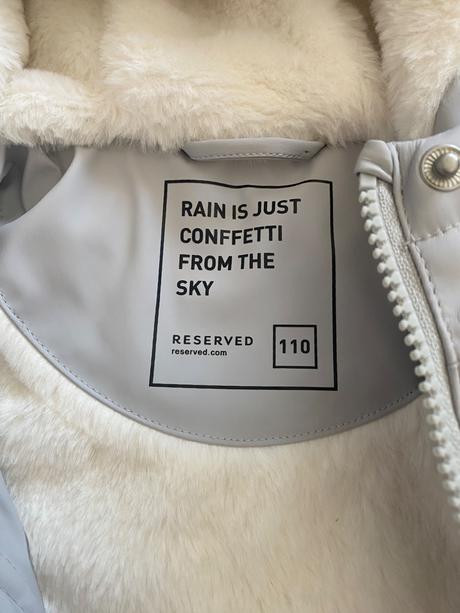 RAIN IS JUST
CONFFETTI
FROM THE
SKY
RESERVED
reserved.com
110